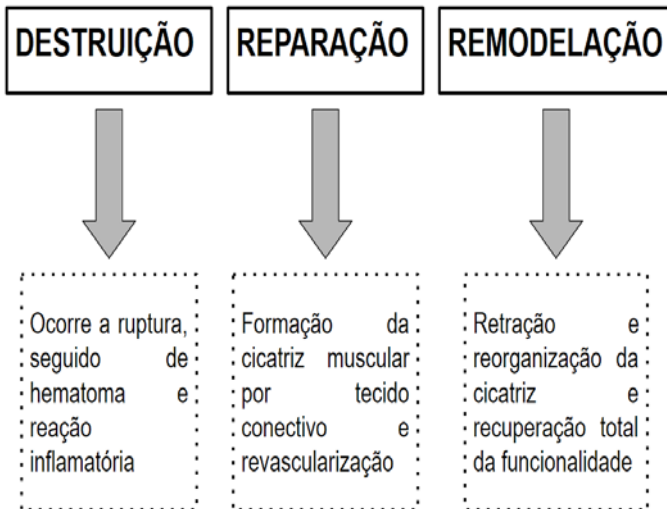 DESTRUIÇÃO
REPARAÇÃO
REMODELAÇÃO
Ocorre a ruptura,
seguido de
hematoma e
reação
inflamatória
Formação da
cicatriz muscular
por tecido
conectivo e
revascularização
Retração e
reorganização da
cicatriz e
recuperação total
da funcionalidade